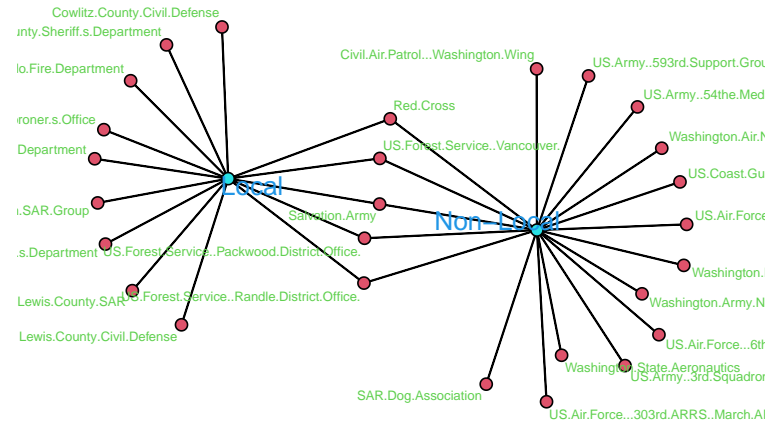 Cowlitz.County.Civil.Defense
unty.Sheriff.s.Department
Civil.Air.Patrol...Washington.Wing
US.Army..593rd.Support.Grou
lo.Fire.Department
US.Army..54the.Med
Red.Cross
roner.s.Office
Washington.Air.N
US.Forest.Service..Vancouver.
Department
US.Coast.Gu
Local
n.SAR.Group
Salvation.Army
Non-Local
US.Air.Force
s.Department
US.Forest.Service..Packwood.District.Office.
Washington.
Lewis.County.SAR
US.Forest.Service..Randle.District.Office.
Washington.Army.N
Lewis.County.Civil.Defense
US.Air.Force...6th
Washington.State.Aeronautics
US.Army..3rd.Squadron
SAR.Dog.Association
US.Air.Force...303rd.ARRS..March.AI